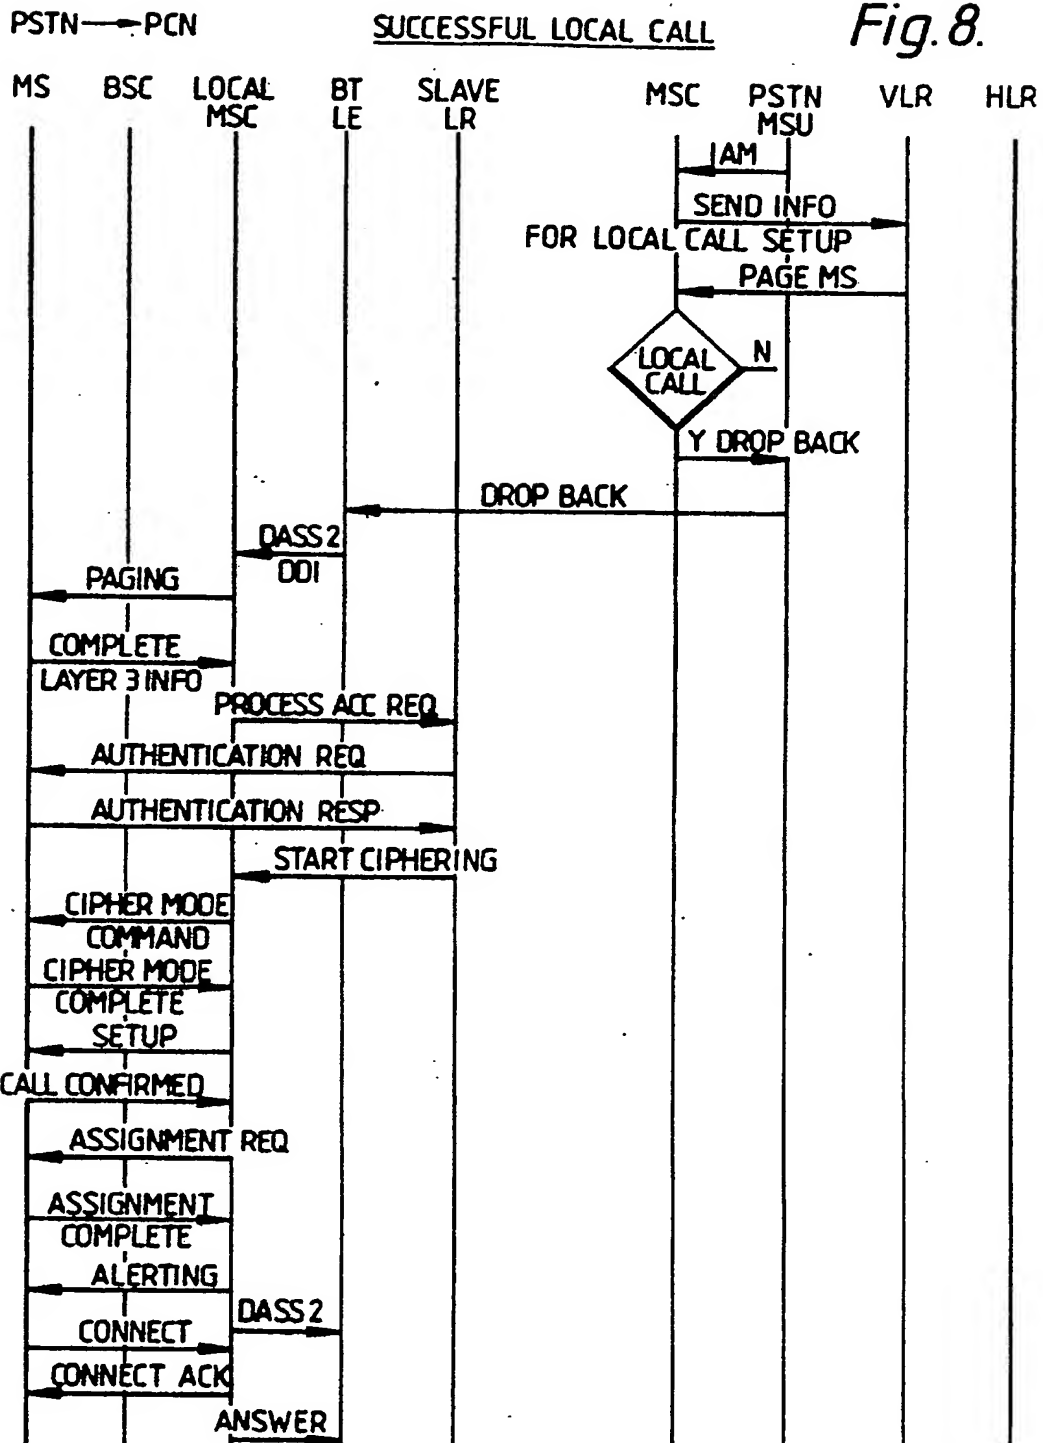 PSTN → PCN
SUCCESSFUL LOCAL CALL
Fig. 8.
MS
BSC
LOCAL
MSC
BT
LE
SLAVE
LR
MSC
PSTN
MSU
VLR
HLR
IAM
SEND INFO
FOR LOCAL CALL SETUP
PAGE MS
LOCAL
CALL
N
Y DROP BACK
DROP BACK
DASS 2
DDI
PAGING
COMPLETE
LAYER 3 INFO
PROCESS ACC REQ
AUTHENTICATION REQ
AUTHENTICATION RESP
START CIPHERING
CIPHER MODE
COMMAND
CIPHER MODE
COMPLETE
SETUP
CALL CONFIRMED
ASSIGNMENT REQ
ASSIGNMENT
COMPLETE
ALERTING
DASS 2
CONNECT
CONNECT ACK
ANSWER